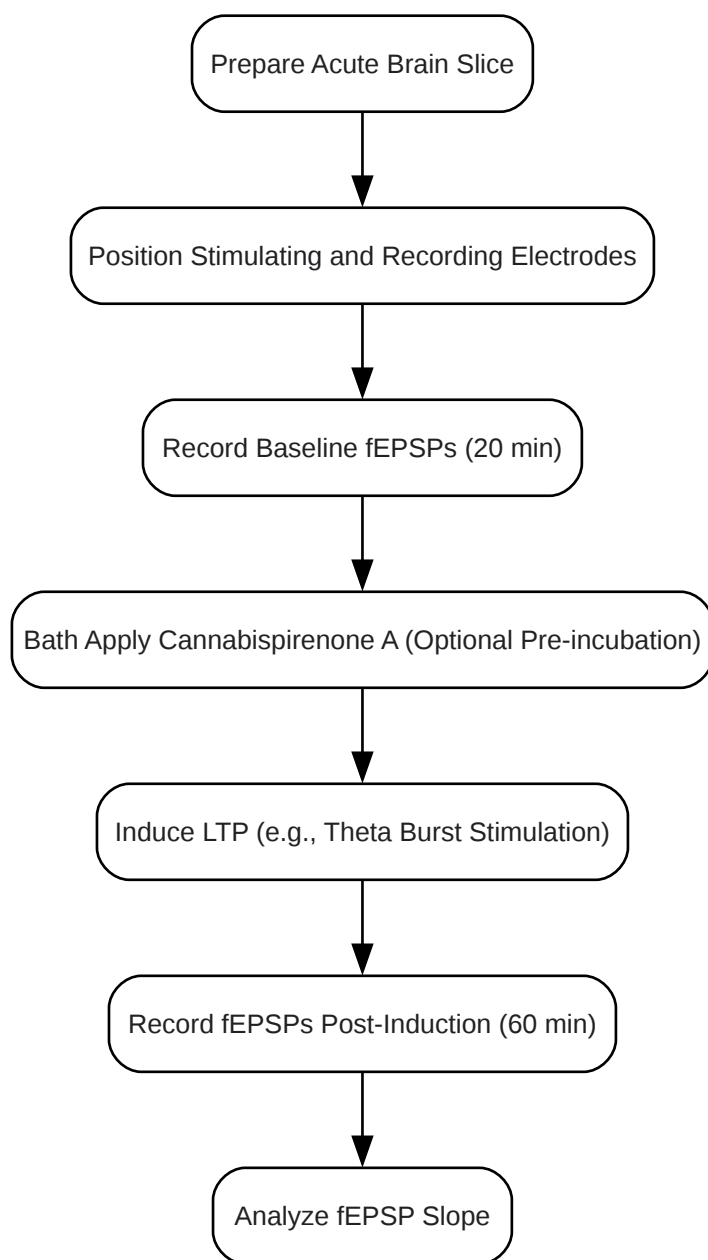 Prepare Acute Brain Slice
Position Stimulating and Recording Electrodes
Record Baseline fEPSPs (20 min)
Bath Apply Cannabispirenone A (Optional Pre-incubation)
Induce LTP (e.g., Theta Burst Stimulation)
Record fEPSPs Post-Induction (60 min)
Analyze fEPSP Slope